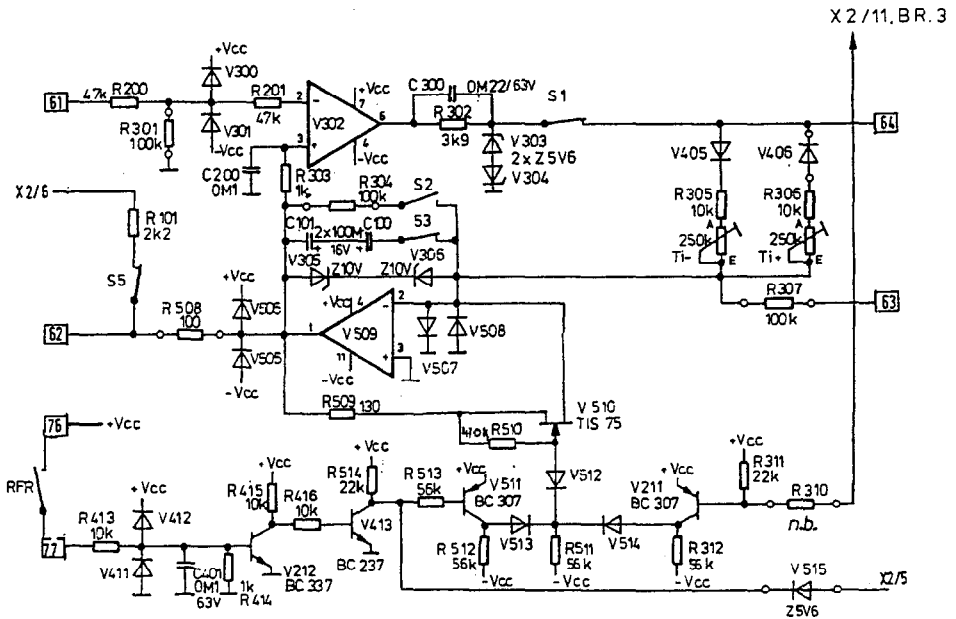 X2/11, BR.3
+Vcc
V300
61
47k
R200
R201
47k
R301
100k
V301
-Vcc
2
-
3
+
V302
+Vcc
7
6
4
-Vcc
C300
0M22/63V
R302
3k9
V303
2xZ5V6
V304
S1
64
V405
V406
R305
10k
R306
10k
A
250k
Ti-
E
A
250k
Ti+
E
C200
0M1
R303
1k
R304
100k
S2
C101
2x100M
C100
16V
+
+
S3
V305
Z10V
V306
Z10V
X2/6
R101
2k2
S5
R307
100k
63
62
R508
100
V505
V505
-Vcc
1
+Vcc
4
V509
11
-Vcc
2
-
3
+
V507
V508
R509
130
V510
TIS 75
R510
V512
76
+Vcc
RFR
77
R413
10k
+Vcc
V412
V411
C401
0M1
63V
1k
R414
+Vcc
R415
10k
V212
BC337
R416
10k
+Vcc
R514
22k
V413
BC237
R513
56k
+Vcc
V511
BC 307
R512
56k
-Vcc
V513
R511
56k
-Vcc
V514
V211
BC 307
+Vcc
R312
56k
-Vcc
+Vcc
R311
22k
R310
n.b.
V515
Z5V6
X2/5